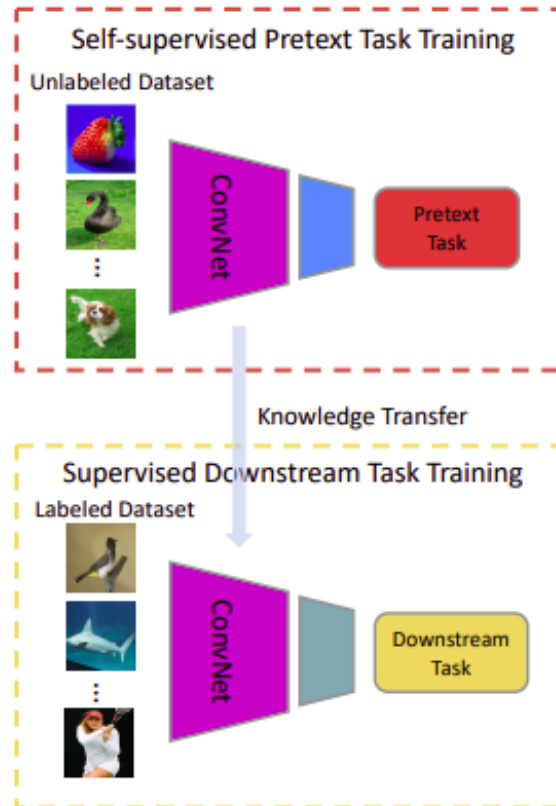 Self-supervised Pretext Task Training
Unlabeled Dataset
ConvNet
Pretext
Task
...
Knowledge Transfer
Supervised Downstream Task Training
Labeled Dataset
ConvNet
Downstream
Task
...